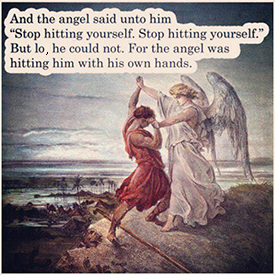 And the angel said unto him
“Stop hitting yourself. Stop hitting yourself.”
But lo, he could not. For the angel was
hitting him with his own hands.